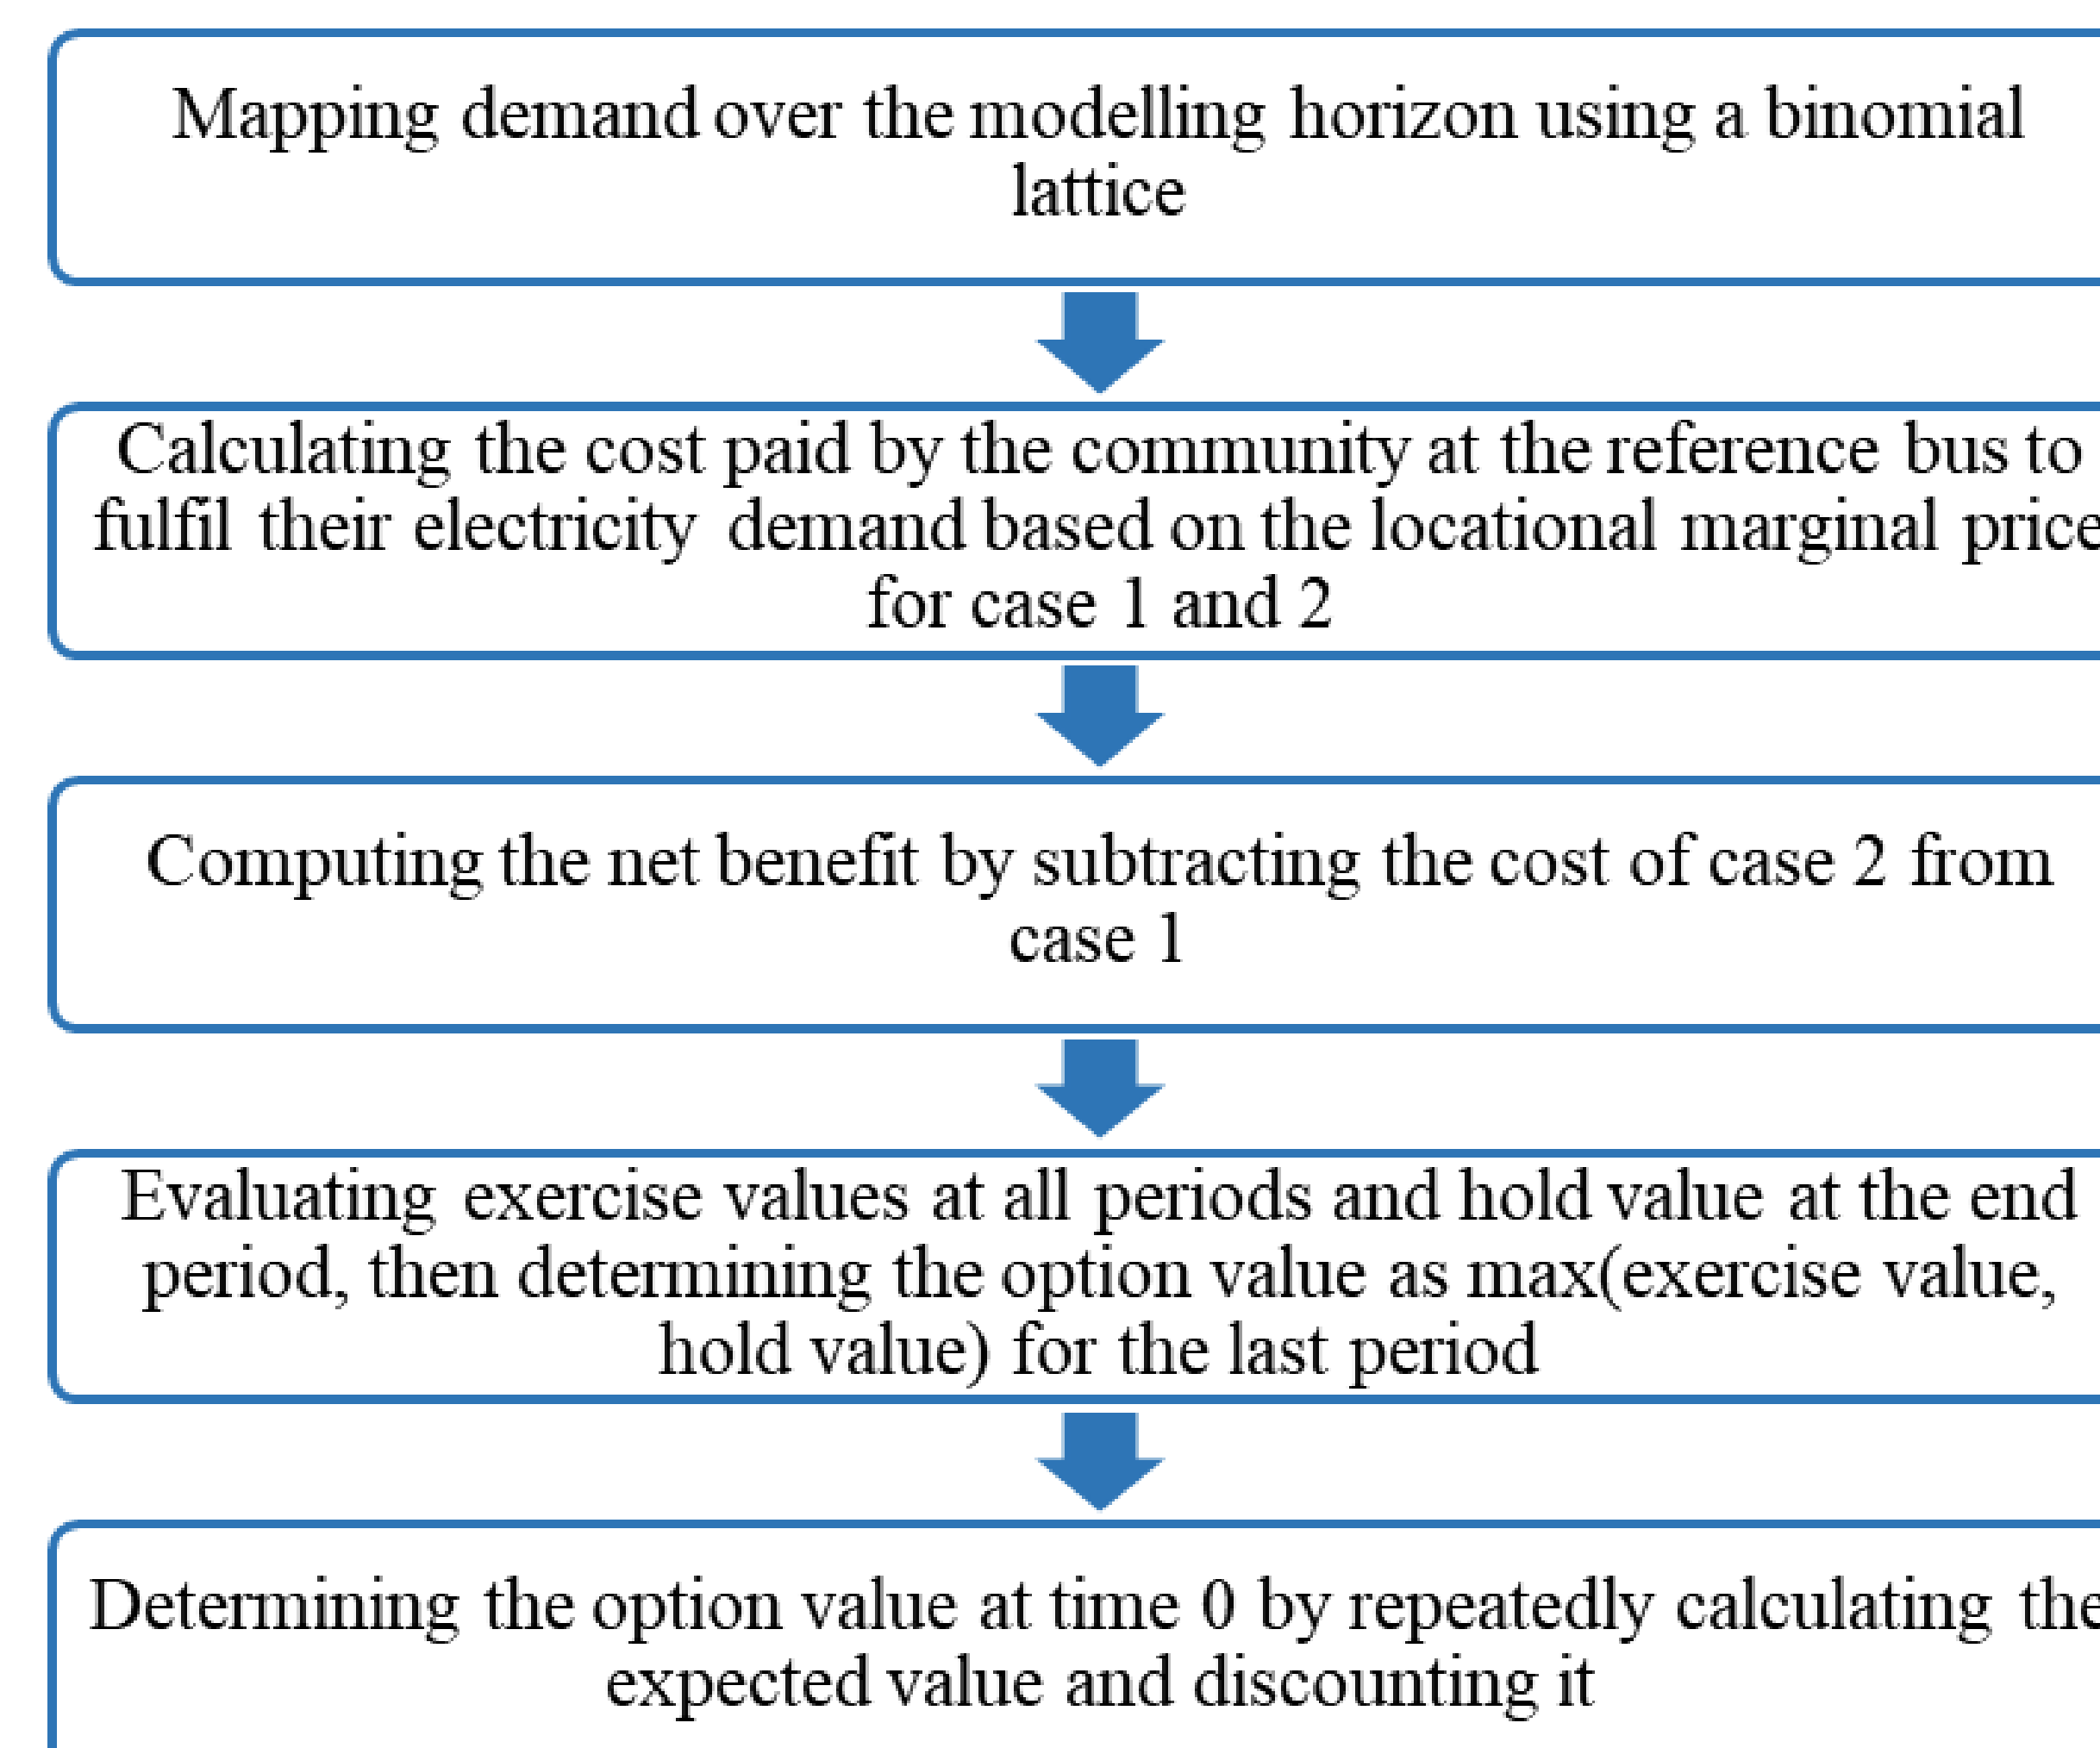 Mapping demand over the modelling horizon using a binomial
lattice
Calculating the cost paid by the community at the reference bus to
fulfil their electricity demand based on the locational marginal price
for case 1 and 2
Computing the net benefit by subtracting the cost of case 2 from
case 1
Evaluating exercise values at all periods and hold value at the end
period, then determining the option value as max(exercise value,
hold value) for the last period
Determining the option value at time 0 by repeatedly calculating the
expected value and discounting it